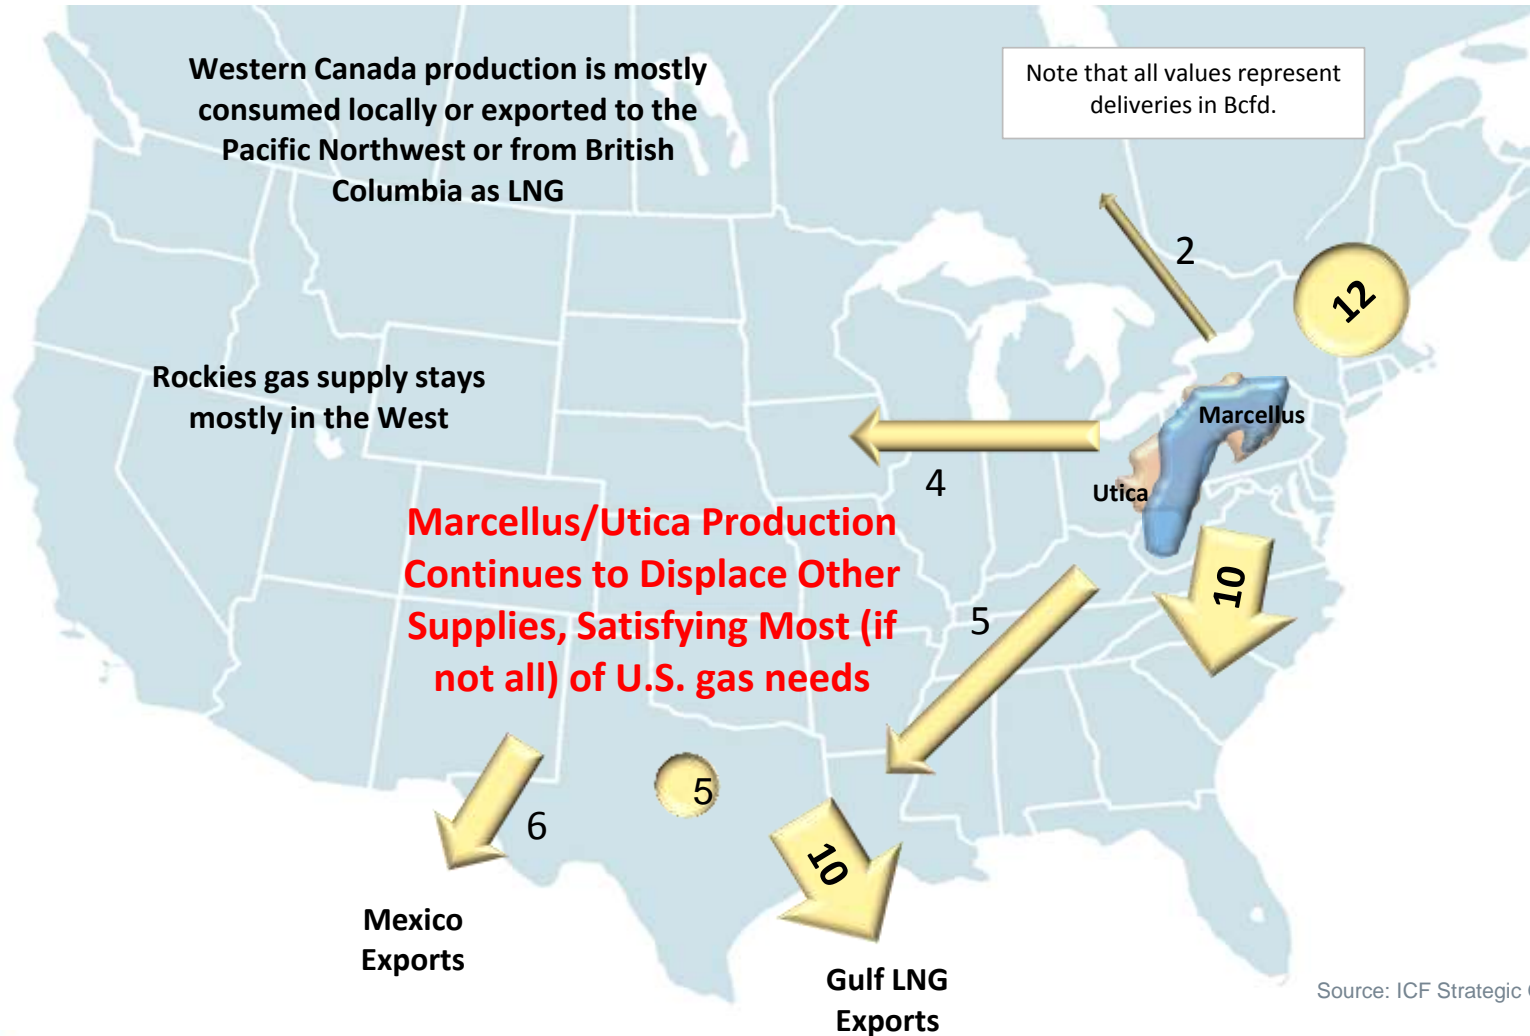 Western Canada production is mostly
consumed locally or exported to the
Pacific Northwest or from British
Columbia as LNG
Note that all values represent
deliveries in Bcfd.
2
12
Rockies gas supply stays
mostly in the West
Marcellus
4
Utica
Marcellus/Utica Production
Continues to Displace Other
Supplies, Satisfying Most (if
not all) of U.S. gas needs
10
5
5
6
10
Mexico
Exports
Gulf LNG
Exports
Source: ICF Strategic